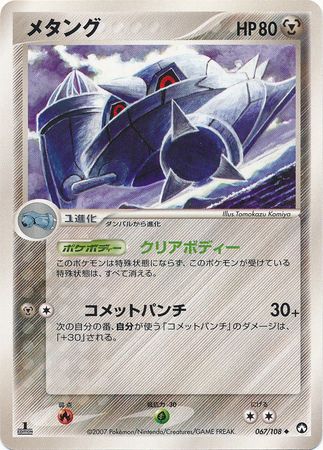 メタング
HP80
Illus.Tomokazu Komiya
1進化
ダンバルから進化
ポケボディー クリアボディー
このポケモンは特殊状態にならず、このポケモンが受けている
特殊状態は、すべて消える。
コメットパンチ 30+
次の自分の番、自分が使う「コメットパンチ」のダメージは、
「+30」される。
弱点 抵抗力 -30 にげる
1
EDITION
067/108
©2007 Pokémon/Nintendo/Creatures/GAME FREAK.